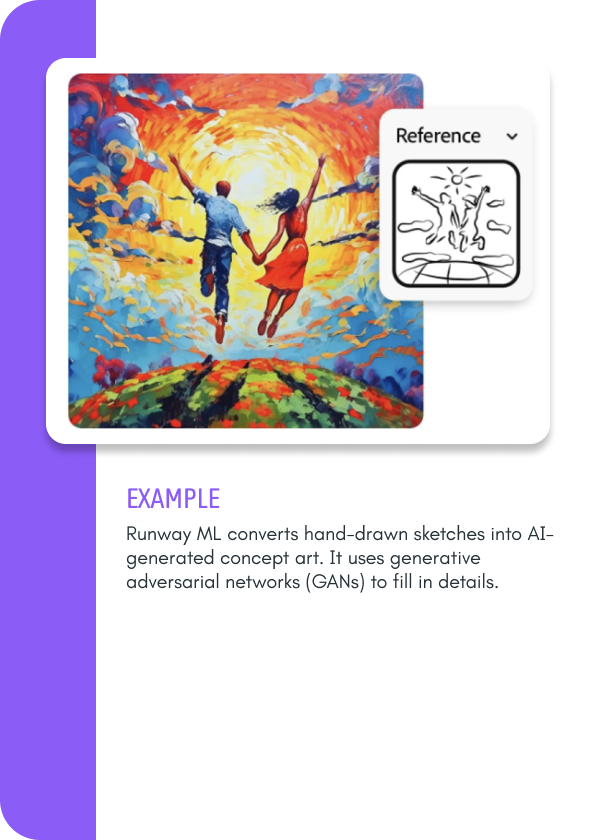 Reference
EXAMPLE
Runway ML converts hand-drawn sketches into AI-
generated concept art. It uses generative
adversarial networks (GANs) to fill in details.